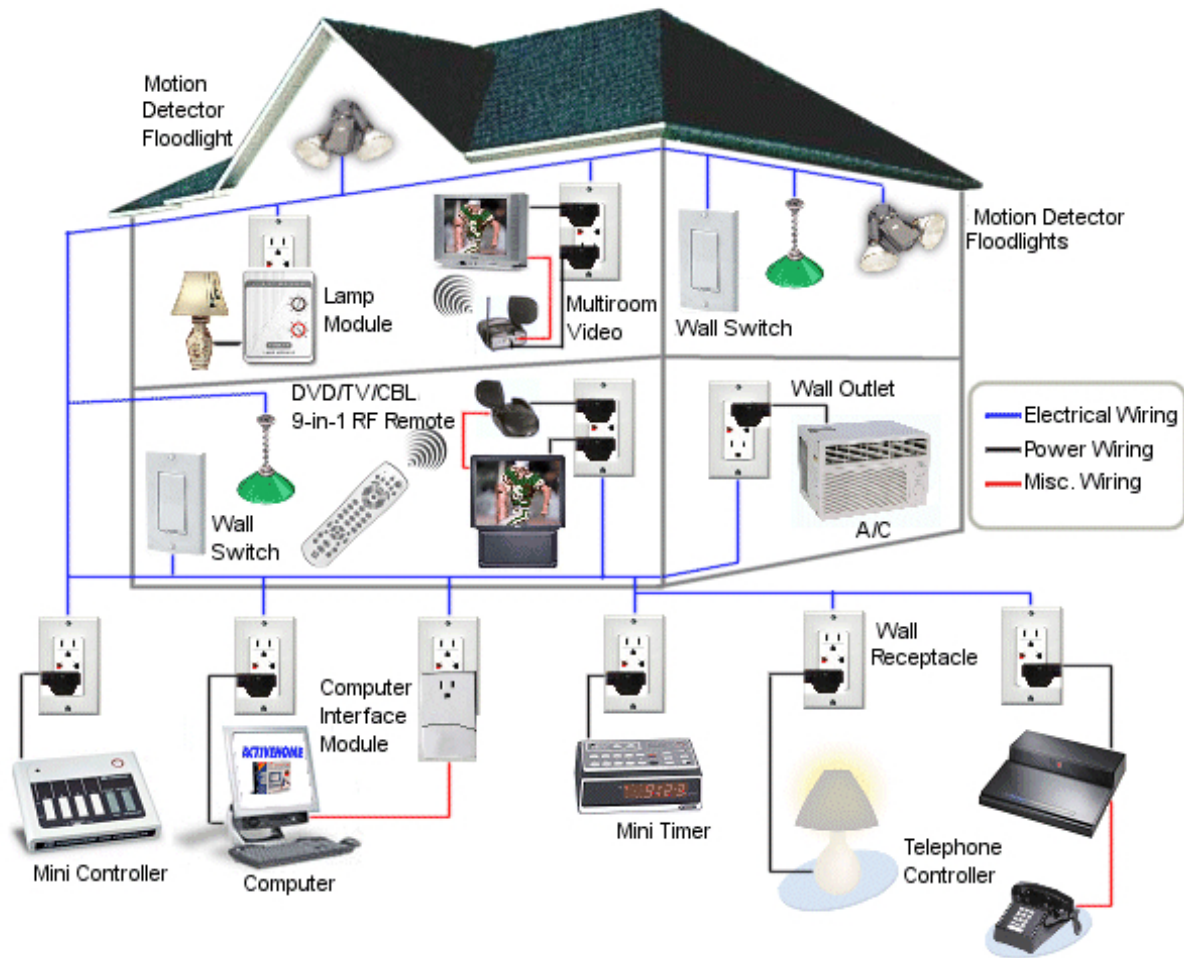 Motion
Detector
Floodlight
Motion Detector
Floodlights
Lamp
Module
Multiroom
Video
Wall Switch
DVD/TV/CBL
9-in-1 RF Remote
Wall Outlet
Electrical Wiring
Power Wiring
Misc. Wiring
Wall
Switch
A/C
Computer
Interface
Module
Wall
Receptacle
ACTIVEHOME
Mini Controller
Computer
Mini Timer
Telephone
Controller